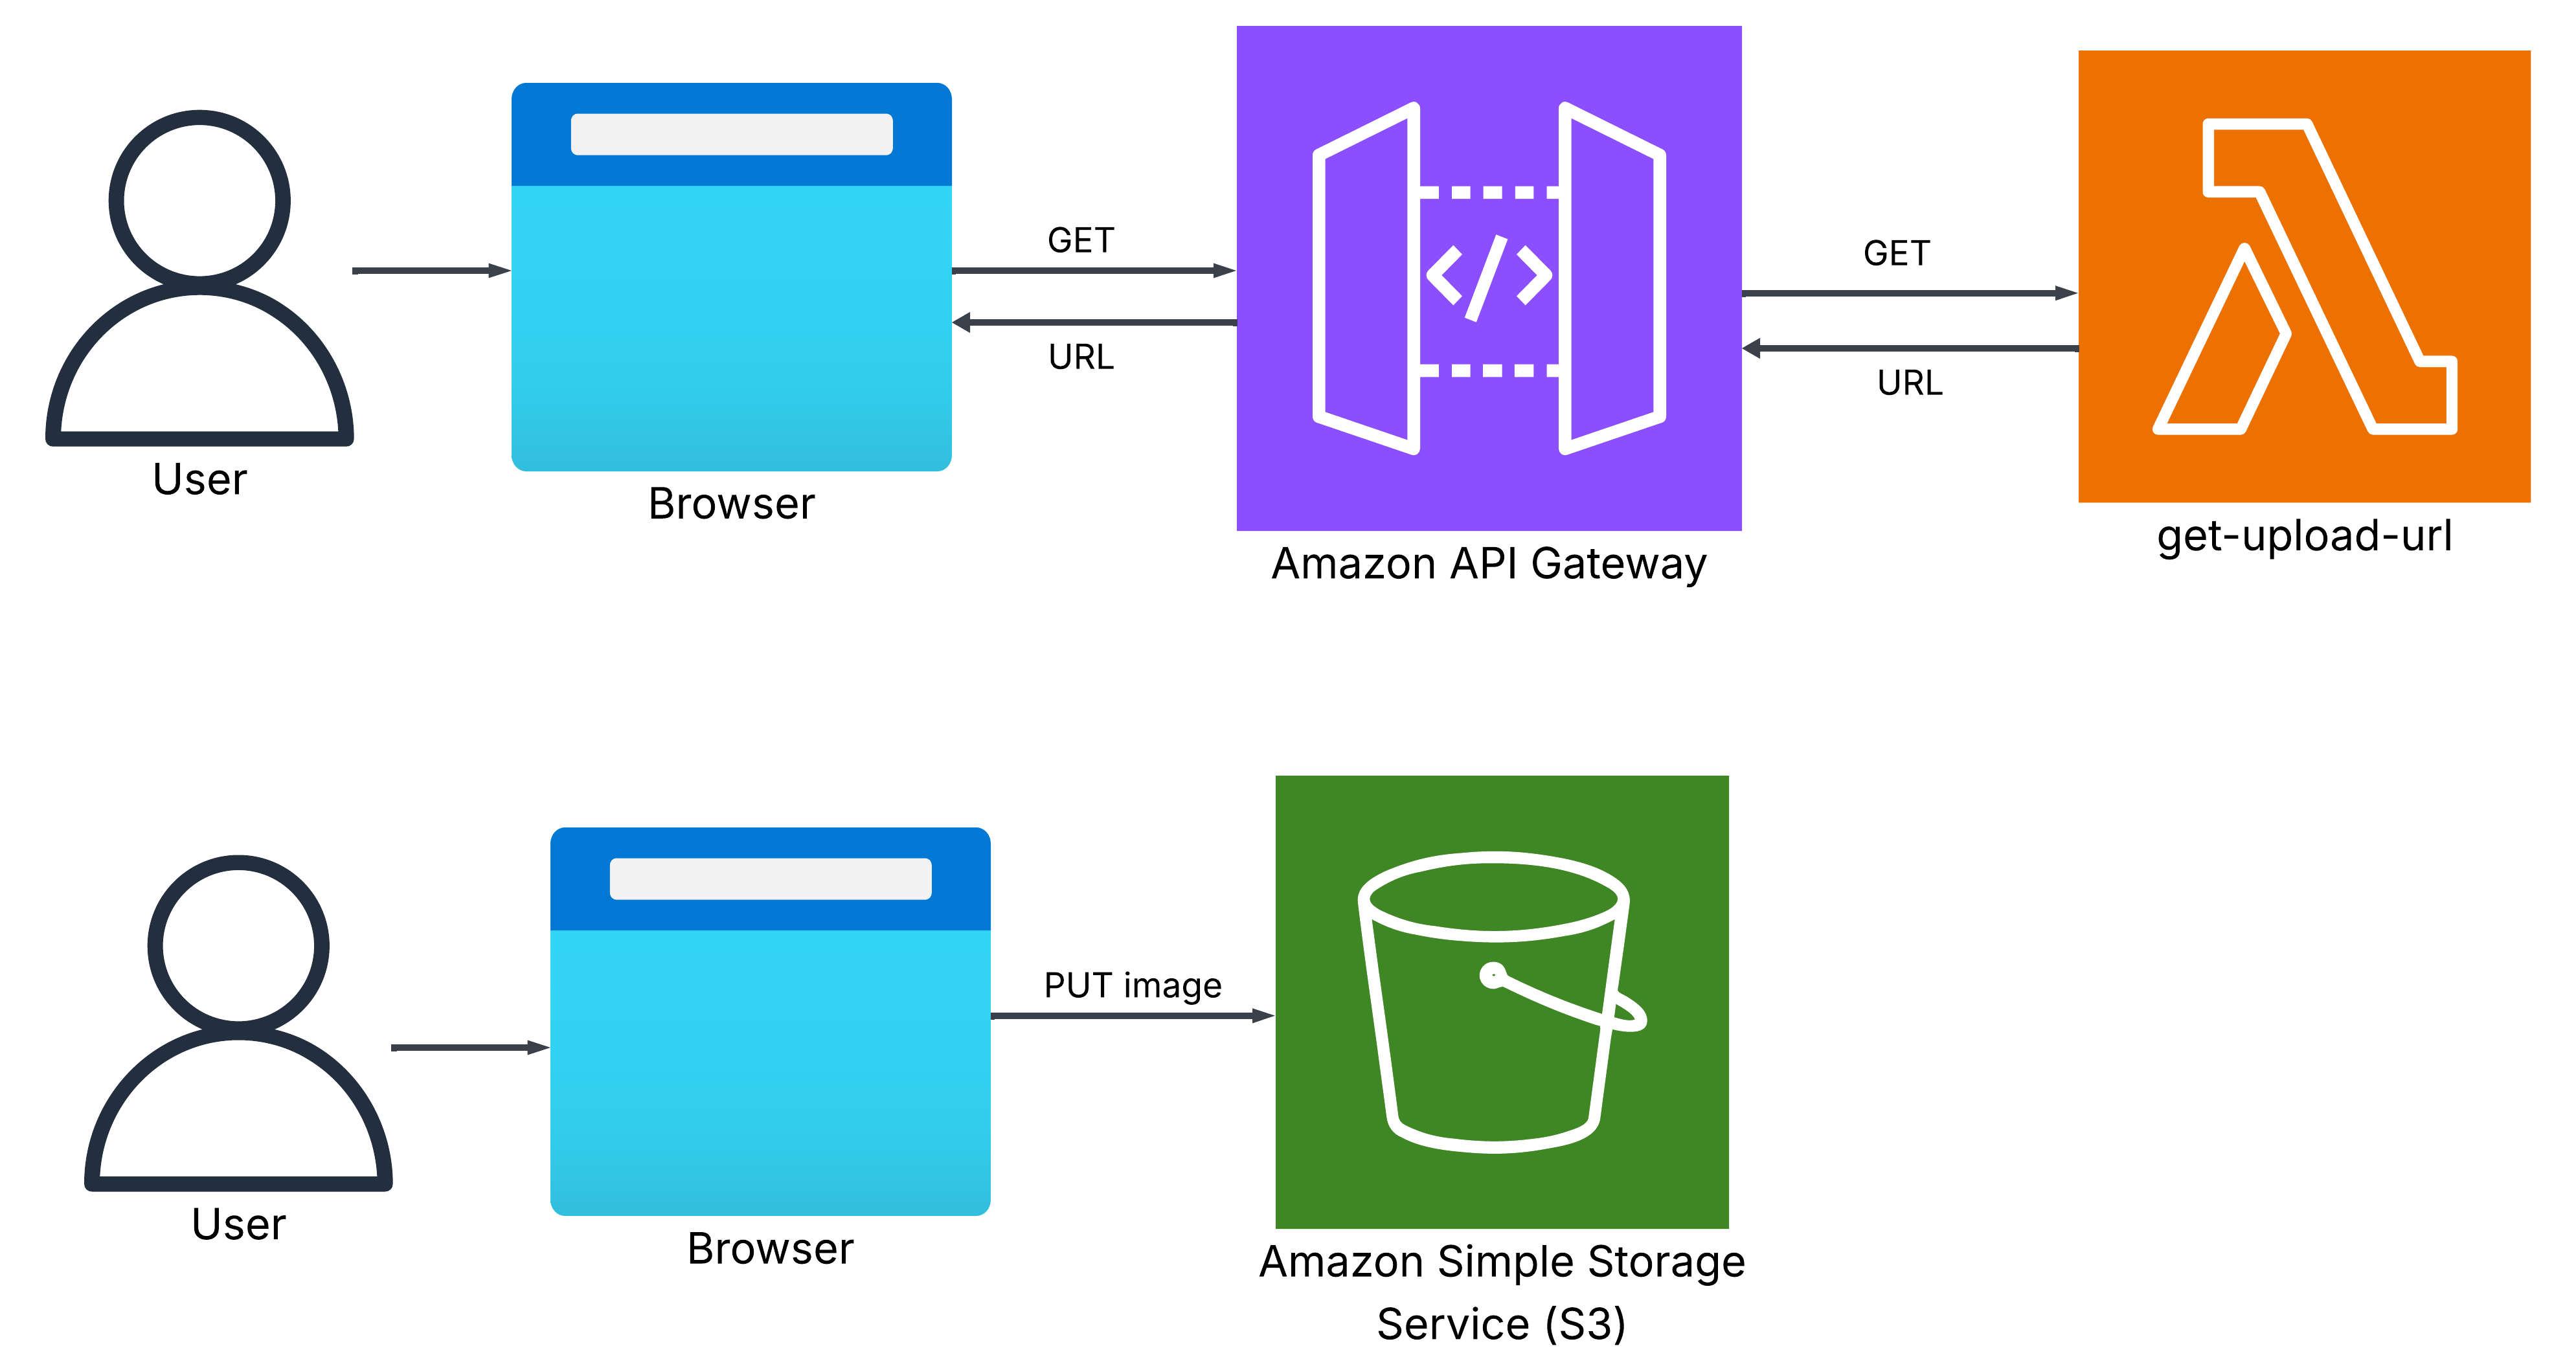 GET
GET
URL
URL
User
Browser
Amazon API Gateway
get-upload-url
</>
PUT image
User
Browser
Amazon Simple Storage
Service (S3)